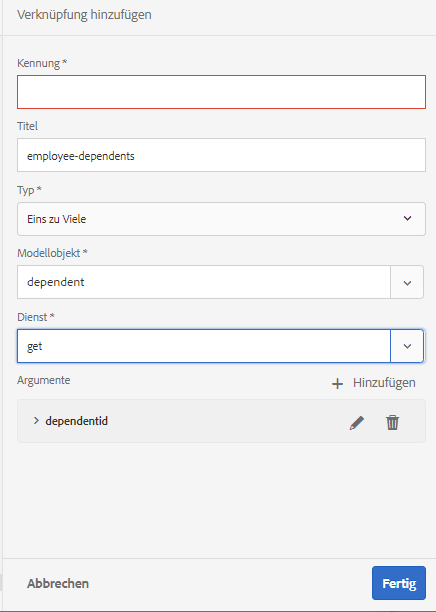 Verknüpfung hinzufügen
Kennung *
Titel
employee-dependents
Typ *
Eins zu Viele
Modellobjekt *
dependent
Dienst *
get
Argumente
+ Hinzufügen
dependentid
Abbrechen
Fertig